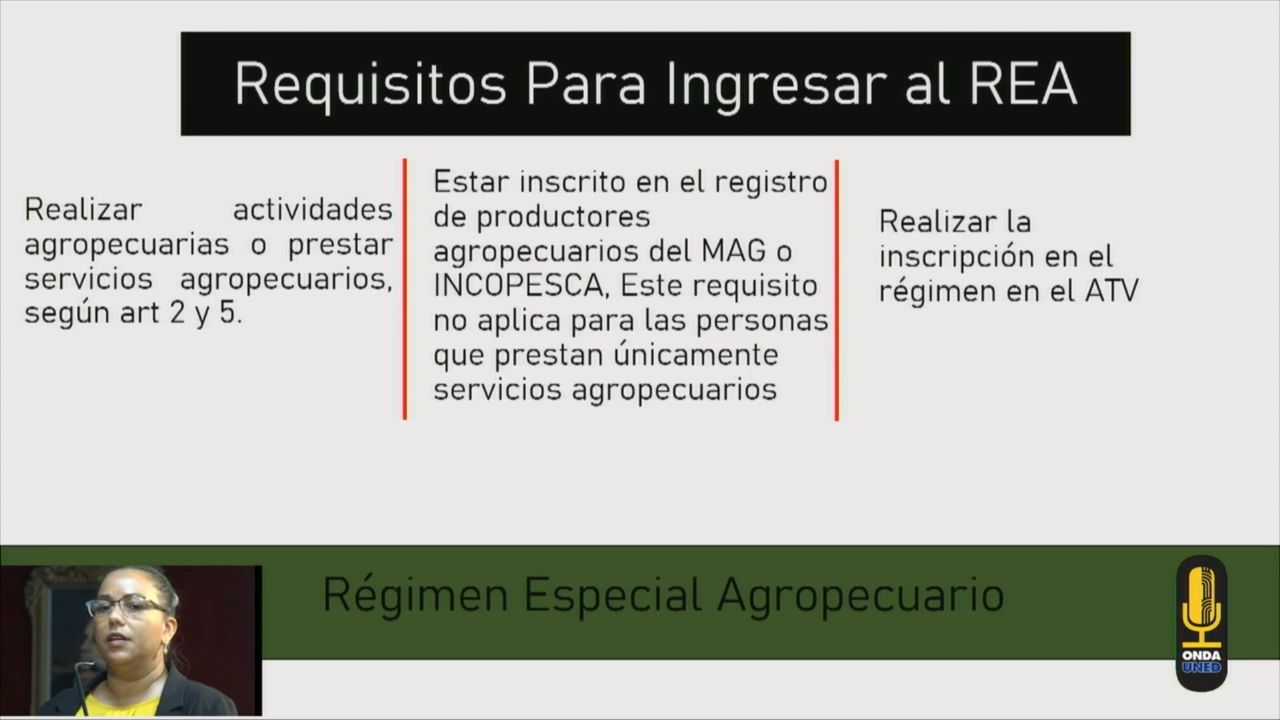 Requisitos Para Ingresar al REA
Realizar actividades
agropecuarias o prestar
servicios agropecuarios,
según art 2 y 5.
Estar inscrito en el registro
de productores
agropecuarios del MAG o
INCOPESCA, Este requisito
no aplica para las personas
que prestan únicamente
servicios agropecuarios
Realizar la
inscripción en el
régimen en el ATV
Régimen Especial Agropecuario
ONDA
UNED